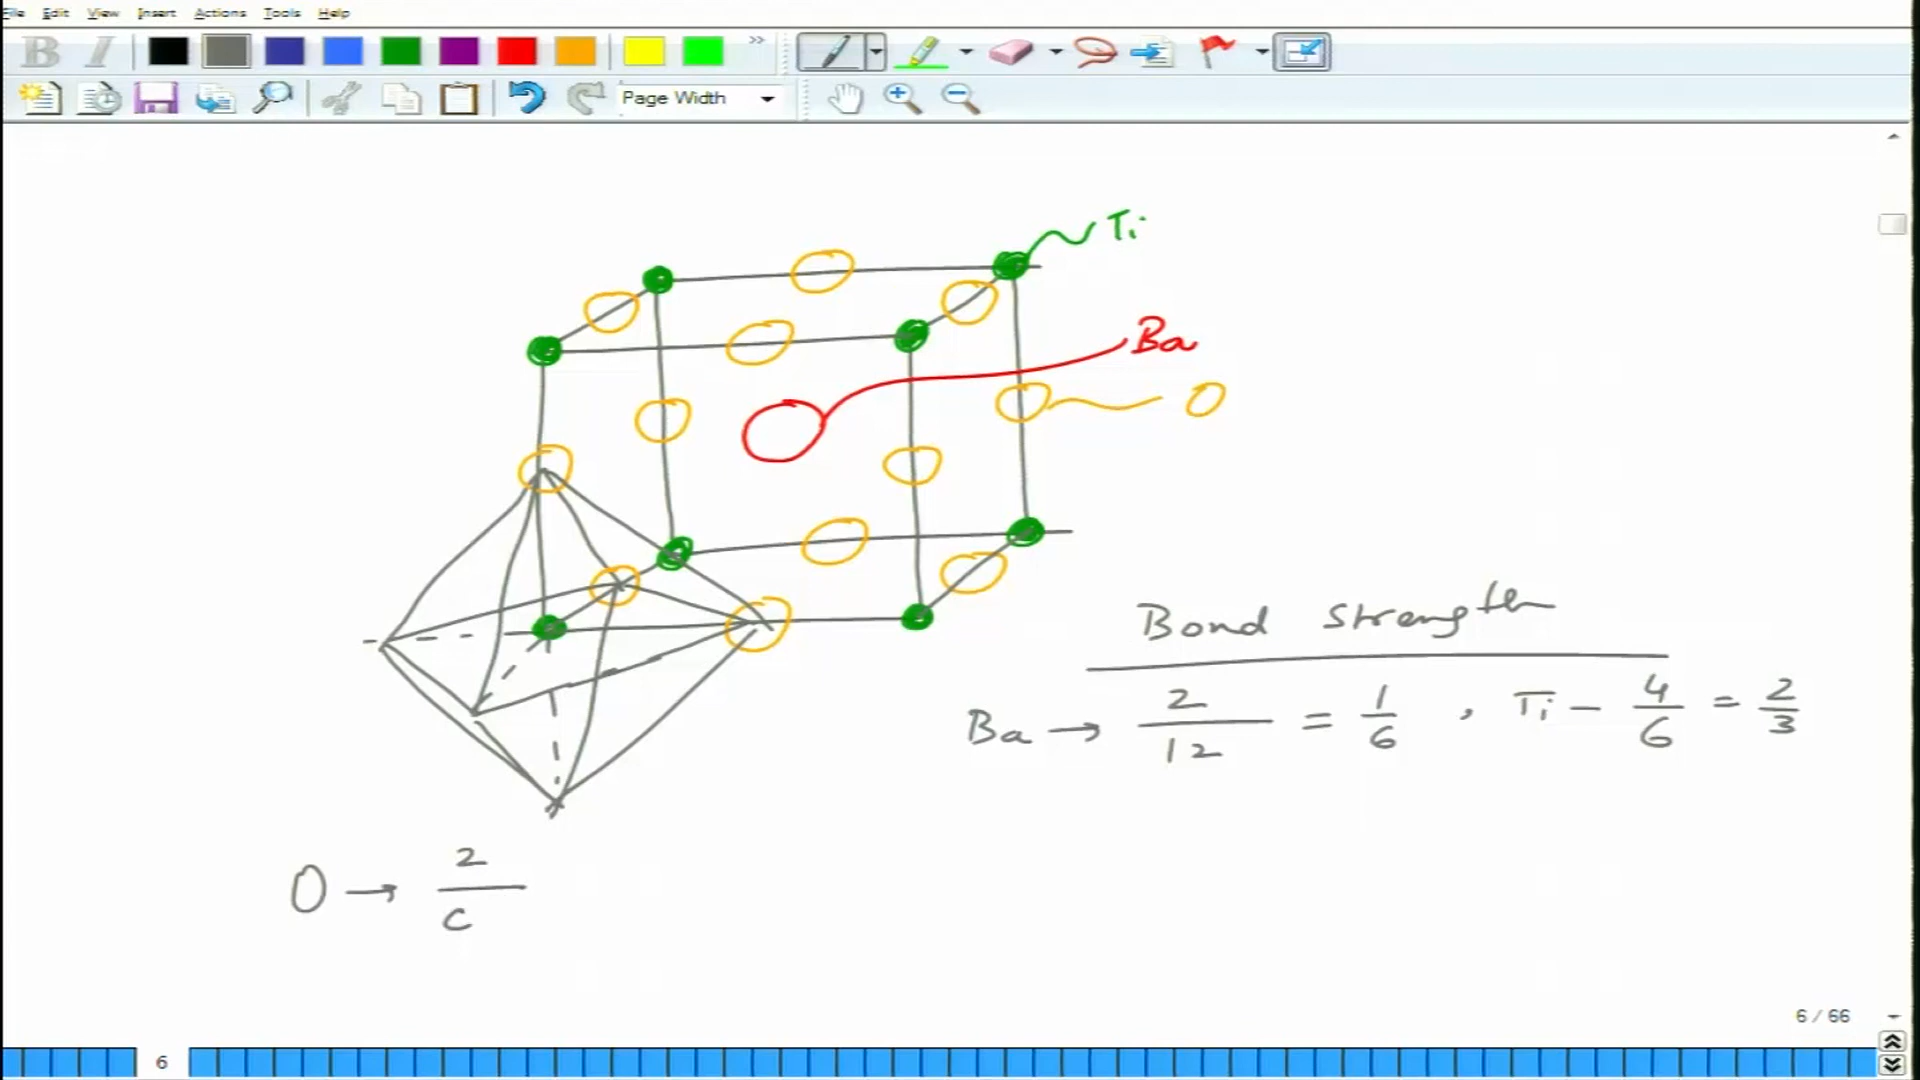 File Edit View Insert Actions Tools Help
B I
Page Width
Ti
Ba
O
Bond Strength
Ba → 2/12 = 1/6 , Ti – 4/6 = 2/3
O → 2/c
6 / 66
6